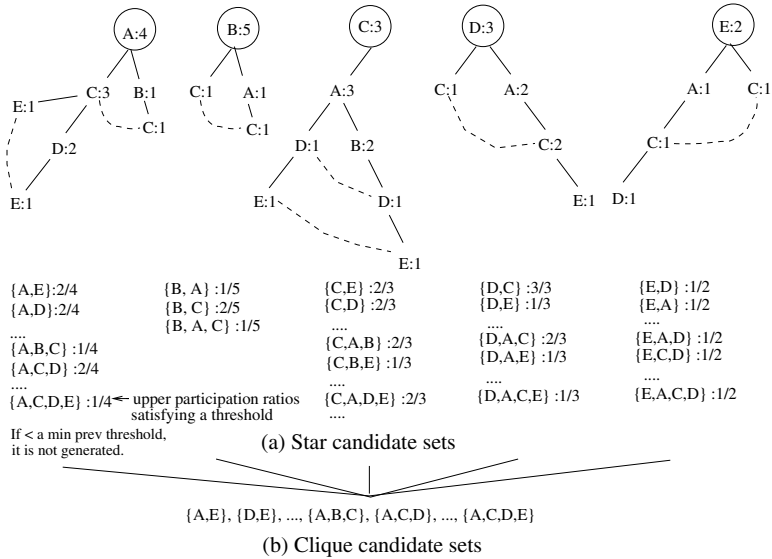 A:4 B:5 C:3 D:3 E:2
C:3 B:1 C:1 A:1 A:3 C:1 A:2 A:1 C:1
E:1 C:1 C:1
D:2 D:1 B:2 C:2 C:1
E:1 E:1 D:1 E:1 D:1
E:1
{A,E}:2/4
{A,D}:2/4
....
{A,B,C} :1/4
{A,C,D} :2/4
....
{A,C,D,E} :1/4
upper participation ratios
satisfying a threshold
If < a min prev threshold,
it is not generated.
{B, A} :1/5
{B, C} :2/5
{B, A, C} :1/5
{C,E} :2/3
{C,D} :2/3
....
{C,A,B} :2/3
{C,B,E} :1/3
....
{C,A,D,E} :2/3
....
{D,C} :3/3
{D,E} :1/3
....
{D,A,C} :2/3
{D,A,E} :1/3
....
{D,A,C,E} :1/3
{E,D} :1/2
{E,A} :1/2
....
{E,A,D} :1/2
{E,C,D} :1/2
....
{E,A,C,D} :1/2
(a) Star candidate sets
{A,E}, {D,E}, ..., {A,B,C}, {A,C,D}, ..., {A,C,D,E}
(b) Clique candidate sets